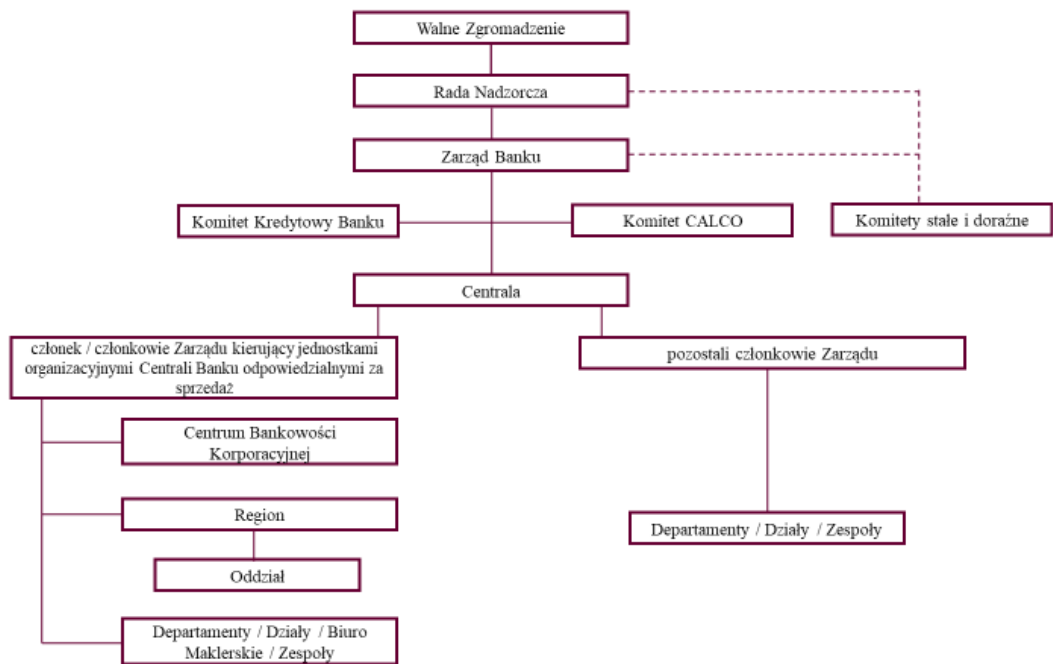 Walne Zgromadzenie
Rada Nadzorcza
Zarząd Banku
Komitet Kredytowy Banku
Komitet CALCO
Komitety stałe i doraźne
Centrala
członek / członkowie Zarządu kierujący jednostkami
organizacyjnymi Centrali Banku odpowiedzialnymi za
sprzedaż
pozostali członkowie Zarządu
Centrum Bankowości
Korporacyjnej
Region
Departamenty / Działy / Zespoły
Oddział
Departamenty / Działy / Biuro
Maklerskie / Zespoły